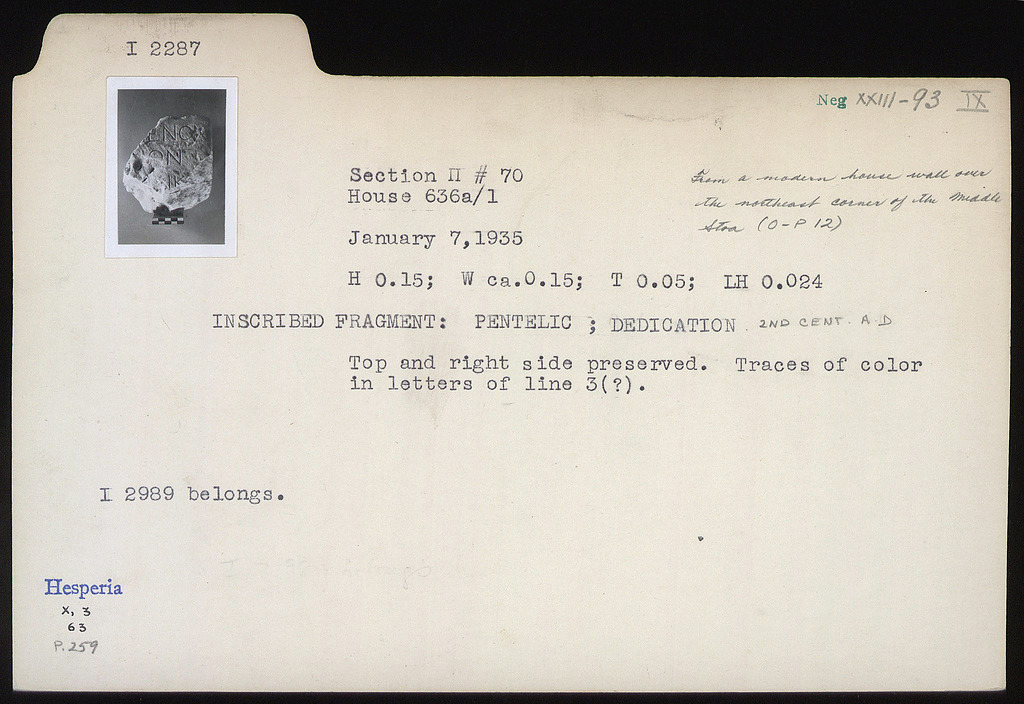 I 2287
Neg XXIII-93 IX
Section Π # 70
House 636a/1
From a modern house wall over
the northeast corner of the Middle
Stoa (O-P 12)
January 7,1935
H 0.15; W ca.0.15; T 0.05; LH 0.024
INSCRIBED FRAGMENT: PENTELIC ; DEDICATION . 2ND CENT. A.D
Top and right side preserved. Traces of color
in letters of line 3(?).
I 2989 belongs.
Hesperia
X, 3
63
P. 259